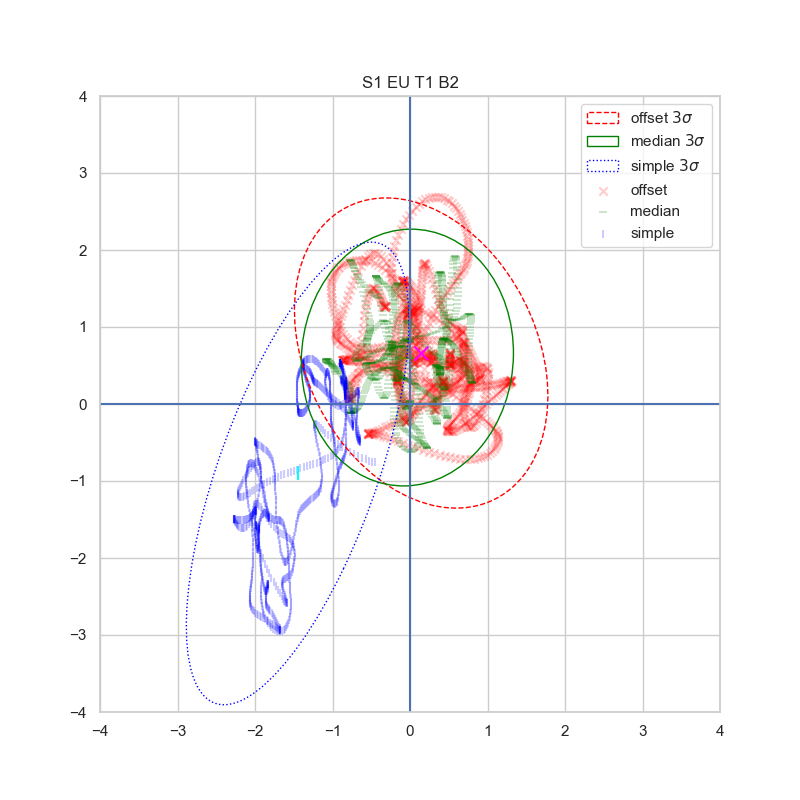 S1 EU T1 B2
offset 3σ
median 3σ
simple 3σ
offset
median
simple
4
3
2
1
0
−1
−2
−3
−4
−4 −3 −2 −1 0 1 2 3 4